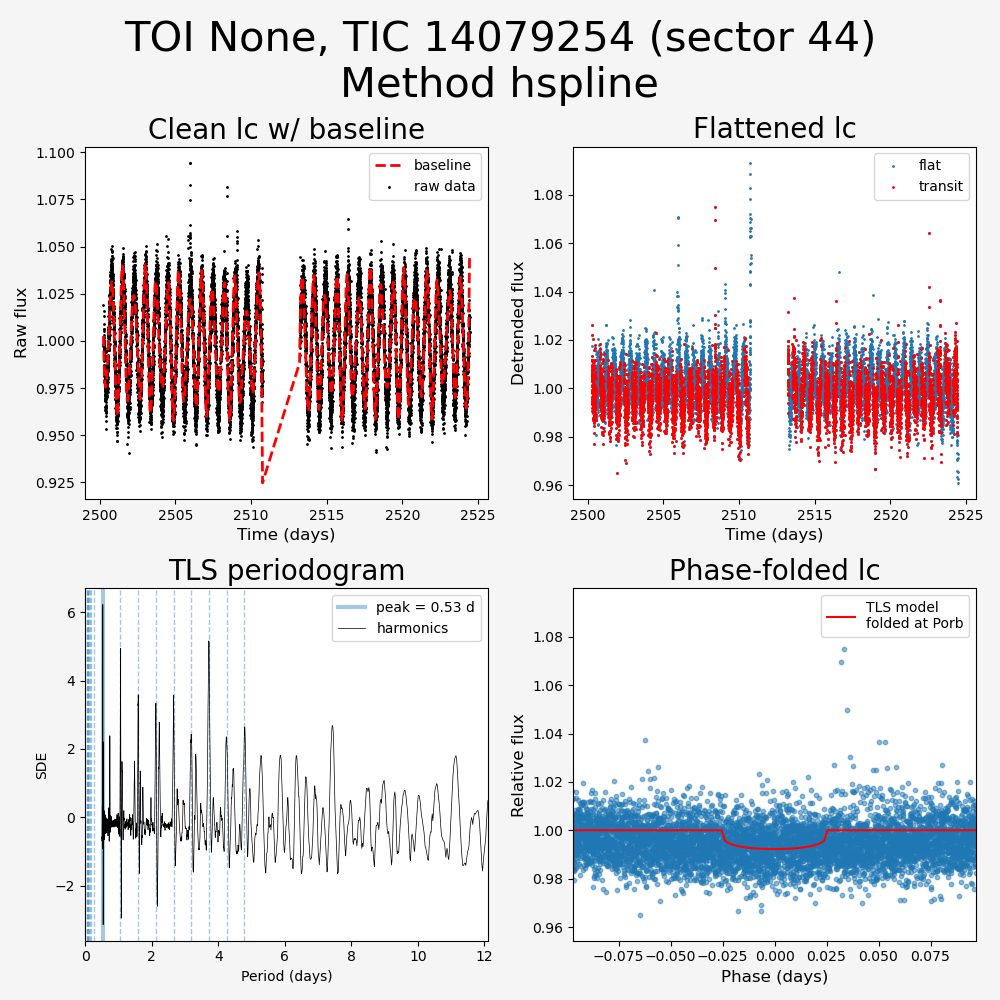 TOI None, TIC 14079254 (sector 44)
Method hspline
Clean lc w/ baseline
Raw flux
1.100
1.075
1.050
1.025
1.000
0.975
0.950
0.925
baseline
raw data
2500 2505 2510 2515 2520 2525
Time (days)
Flattened lc
Detrended flux
1.08
1.06
1.04
1.02
1.00
0.98
0.96
flat
transit
2500 2505 2510 2515 2520 2525
Time (days)
TLS periodogram
SDE
6
4
2
0
−2
peak = 0.53 d
harmonics
0 2 4 6 8 10 12
Period (days)
Phase-folded lc
Relative flux
1.08
1.06
1.04
1.02
1.00
0.98
0.96
TLS model
folded at Porb
−0.075 −0.050 −0.025 0.000 0.025 0.050 0.075
Phase (days)